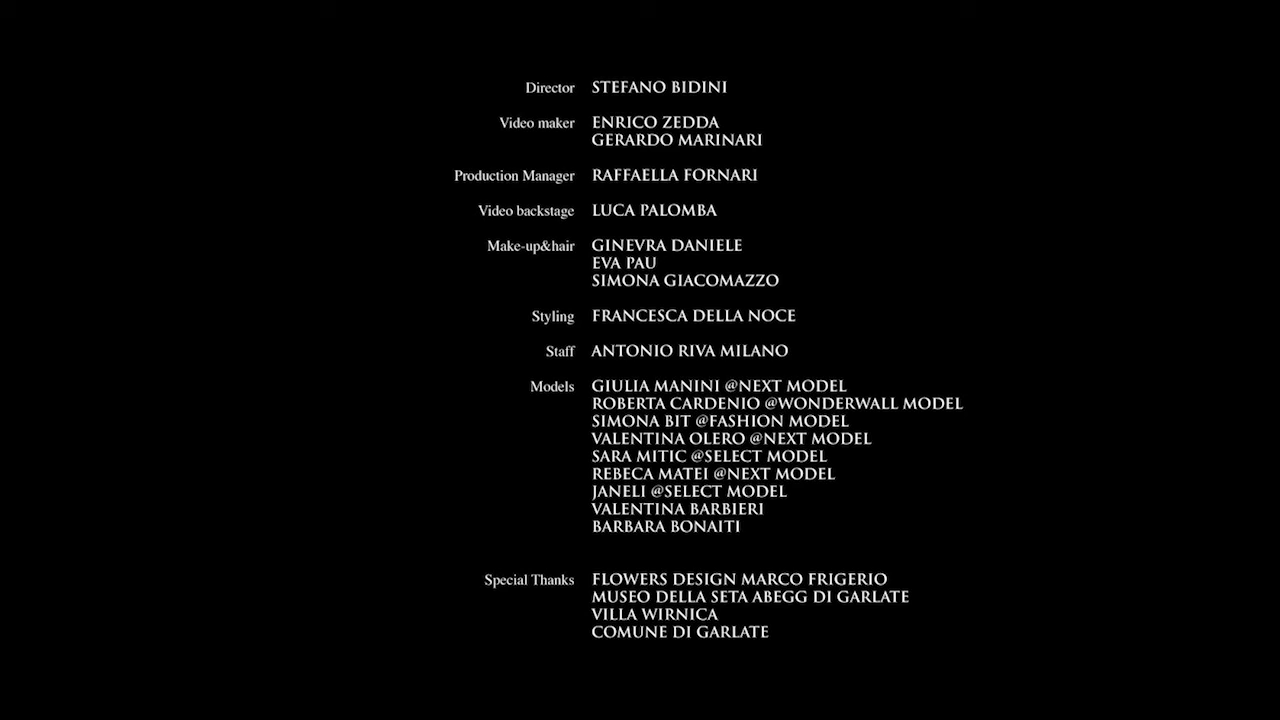 Director STEFANO BIDINI
Video maker ENRICO ZEDDA
GERARDO MARINARI
Production Manager RAFFAELLA FORNARI
Video backstage LUCA PALOMBA
Make-up&hair GINEVRA DANIELE
EVA PAU
SIMONA GIACOMAZZO
Styling FRANCESCA DELLA NOCE
Staff ANTONIO RIVA MILANO
Models GIULIA MANINI @NEXT MODEL
ROBERTA CARDENIO @WONDERWALL MODEL
SIMONA BIT @FASHION MODEL
VALENTINA OLERO @NEXT MODEL
SARA MITIC @SELECT MODEL
REBECA MATEI @NEXT MODEL
JANELI @SELECT MODEL
VALENTINA BARBIERI
BARBARA BONAITI
Special Thanks FLOWERS DESIGN MARCO FRIGERIO
MUSEO DELLA SETA ABEGG DI GARLATE
VILLA WIRNICA
COMUNE DI GARLATE